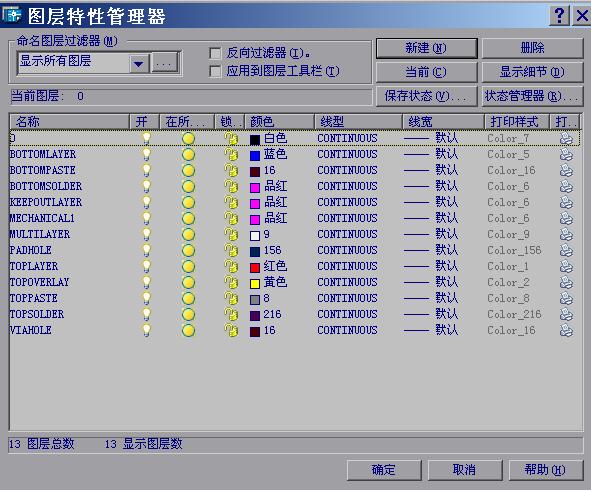 图层特性管理器
命名图层过滤器(M)
显示所有图层
...
反向过滤器(I)。
应用到图层工具栏(T)
新建(N)
删除
当前(C)
显示细节(D)
当前图层: 0
保存状态(V)...
状态管理器(R)...
名称 开 在所... 锁.. 颜色 线型 线宽 打印样式 打..
0 白色 CONTINUOUS 默认 Color_7
BOTTOMLAYER 蓝色 CONTINUOUS 默认 Color_5
BOTTOMPASTE 16 CONTINUOUS 默认 Color_16
BOTTOMSOLDER 品红 CONTINUOUS 默认 Color_6
KEEPOUTLAYER 品红 CONTINUOUS 默认 Color_6
MECHANICAL1 品红 CONTINUOUS 默认 Color_6
MULTILAYER 9 CONTINUOUS 默认 Color_9
PADHOLE 156 CONTINUOUS 默认 Color_156
TOPLAYER 红色 CONTINUOUS 默认 Color_1
TOPOVERLAY 黄色 CONTINUOUS 默认 Color_2
TOPPASTE 8 CONTINUOUS 默认 Color_8
TOPSOLDER 216 CONTINUOUS 默认 Color_216
VIAHOLE 16 CONTINUOUS 默认 Color_16
13 图层总数 13 显示图层数
确定 取消 帮助(H)